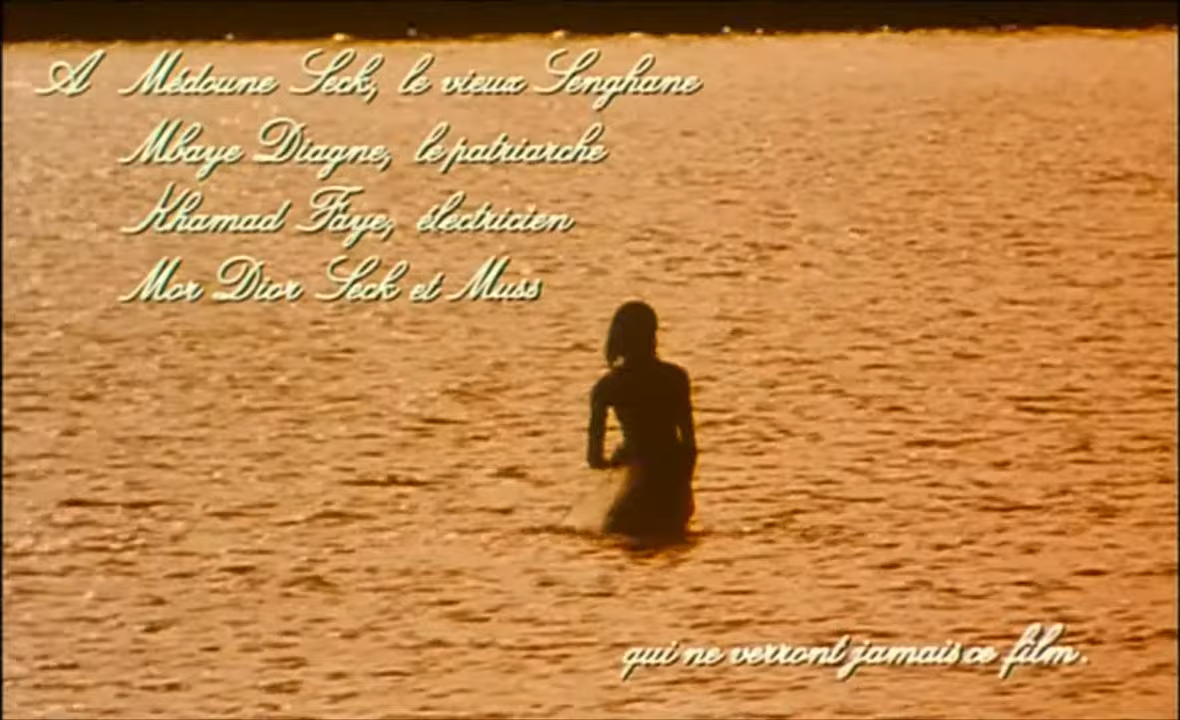 A Médoune Seck, le vieux Senghane
Mbaye Diagne, le patriarche
Khamad Faye, électricien
Mor Dior Seck et Muss
qui ne verront jamais ce film.